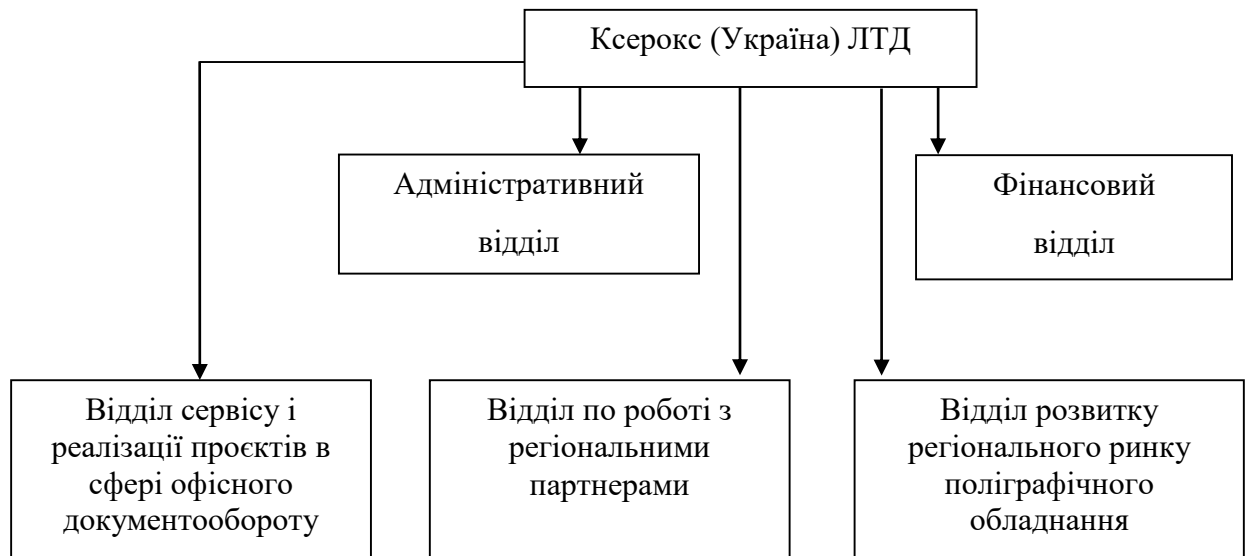 Ксерокс (Україна) ЛТД
Адміністративний
відділ
Фінансовий
відділ
Відділ сервісу і
реалізації проєктів в
сфері офісного
документообороту
Відділ по роботі з
регіональними
партнерами
Відділ розвитку
регіонального ринку
поліграфічного
обладнання